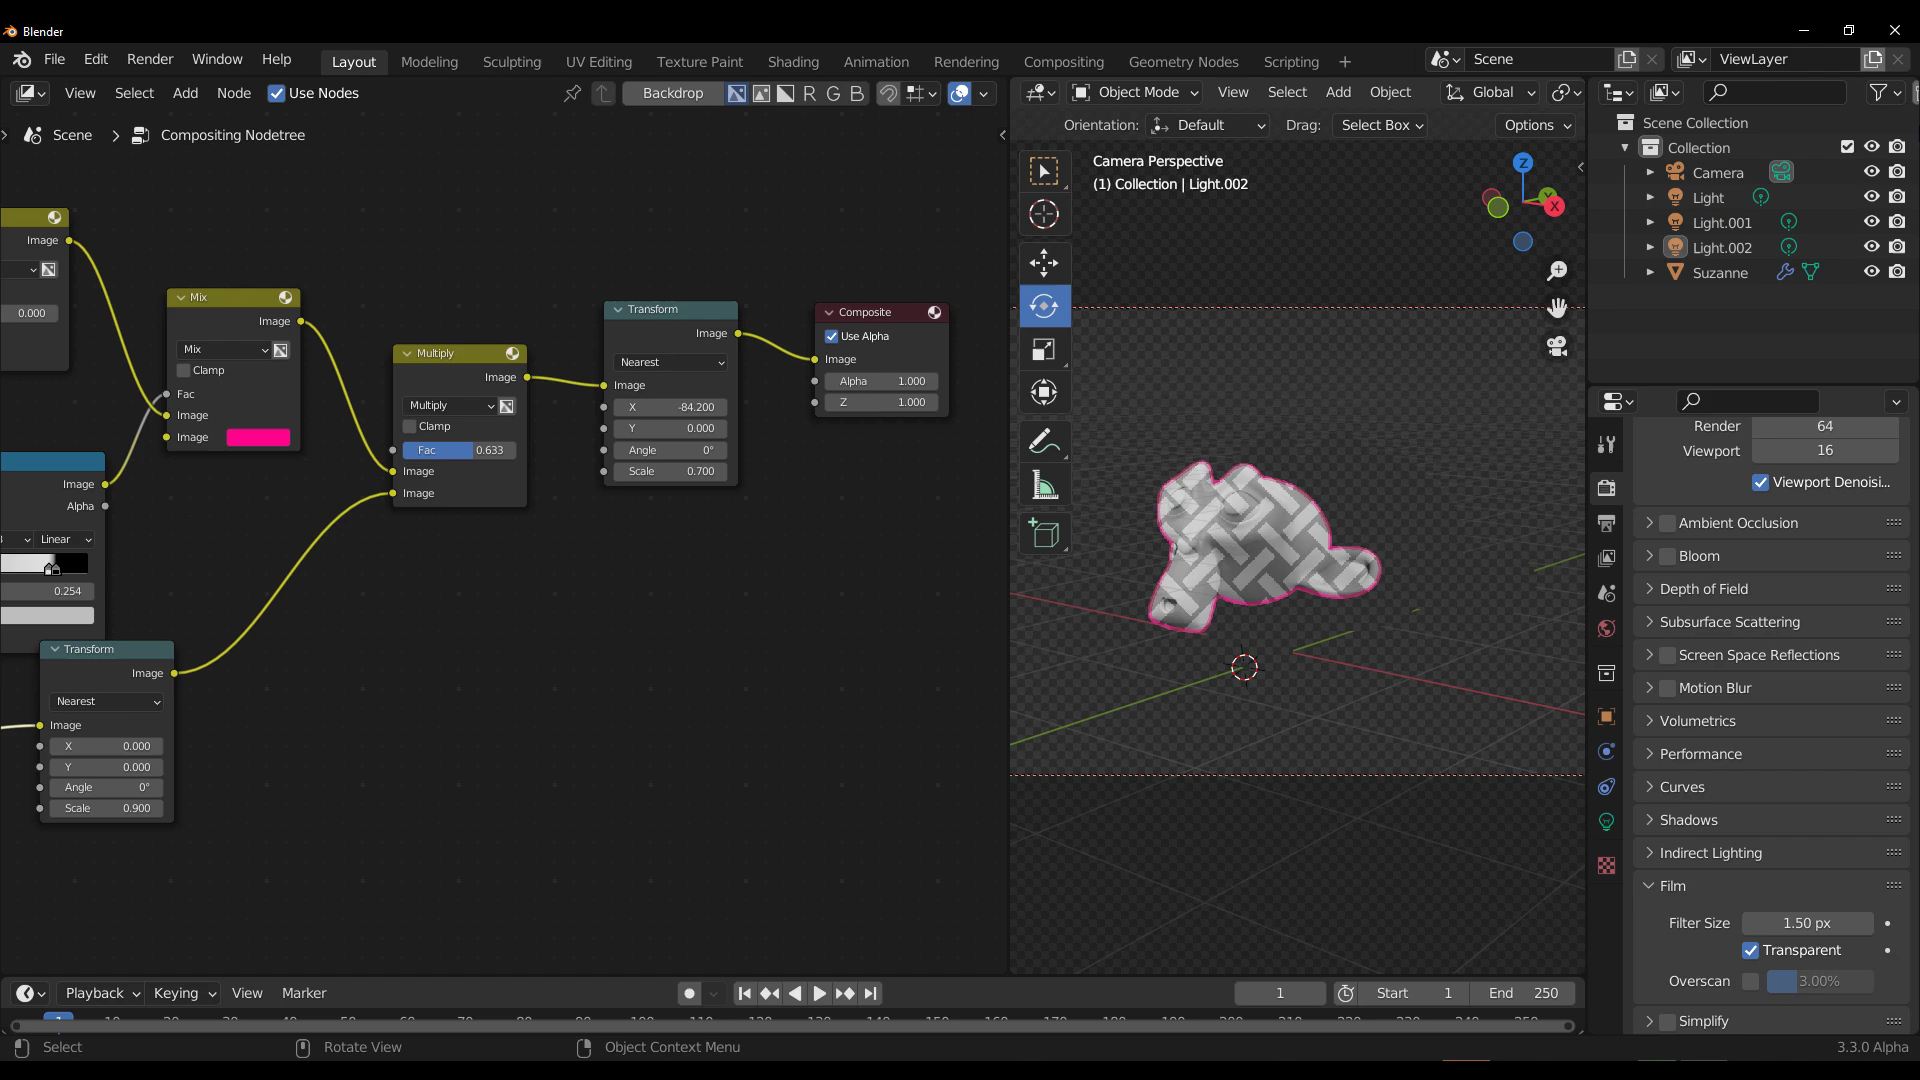 Blender
File Edit Render Window Help Layout Modeling Sculpting UV Editing Texture Paint Shading Animation Rendering Compositing Geometry Nodes Scripting + Scene ViewLayer
View Select Add Node Use Nodes Backdrop R G B
Object Mode View Select Add Object Global
Scene > Compositing Nodetree
Orientation: Default Drag: Select Box Options
Camera Perspective
(1) Collection | Light.002
Z
Y
X
Image
0.000
Mix
Image
Mix
Clamp
Fac
Image
Image
Image
Alpha
Linear
0.254
Multiply
Image
Multiply
Clamp
Fac 0.633
Image
Image
Transform
Image
Nearest
Image
X -84.200
Y 0.000
Angle 0°
Scale 0.700
Composite
Use Alpha
Image
Alpha 1.000
Z 1.000
Transform
Image
Nearest
Image
X 0.000
Y 0.000
Angle 0°
Scale 0.900
Scene Collection
Collection
Camera
Light
Light.001
Light.002
Suzanne
Render 64
Viewport 16
Viewport Denoisi...
Ambient Occlusion
Bloom
Depth of Field
Subsurface Scattering
Screen Space Reflections
Motion Blur
Volumetrics
Performance
Curves
Shadows
Indirect Lighting
Film
Filter Size 1.50 px
Transparent
Overscan 3.00%
Simplify
Playback Keying View Marker 1 Start 1 End 250
Select Rotate View Object Context Menu 3.3.0 Alpha